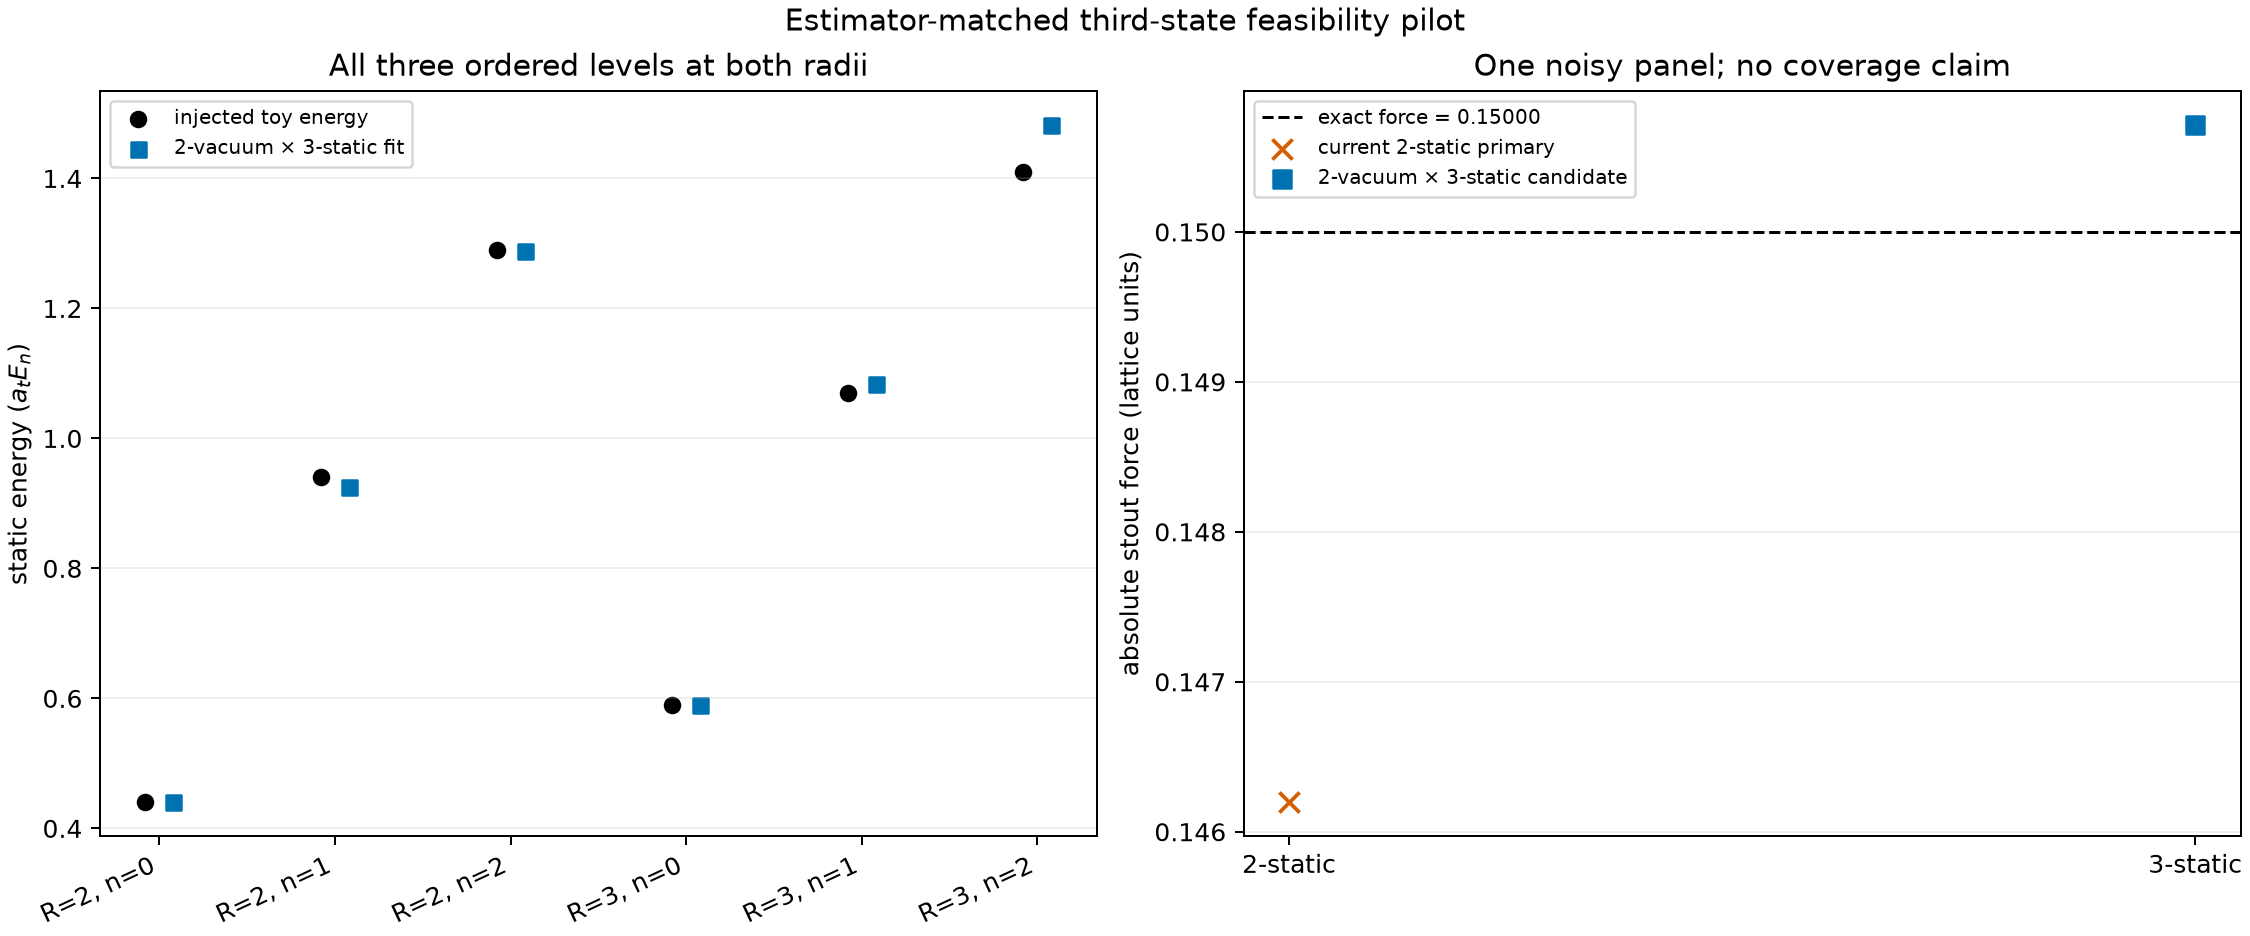 Estimator-matched third-state feasibility pilot
All three ordered levels at both radii
injected toy energy
2-vacuum × 3-static fit
static energy (aₜEₙ)
1.4
1.2
1.0
0.8
0.6
0.4
R=2, n=0
R=2, n=1
R=2, n=2
R=3, n=0
R=3, n=1
R=3, n=2
One noisy panel; no coverage claim
exact force = 0.15000
current 2-static primary
2-vacuum × 3-static candidate
absolute stout force (lattice units)
0.150
0.149
0.148
0.147
0.146
2-static
3-static